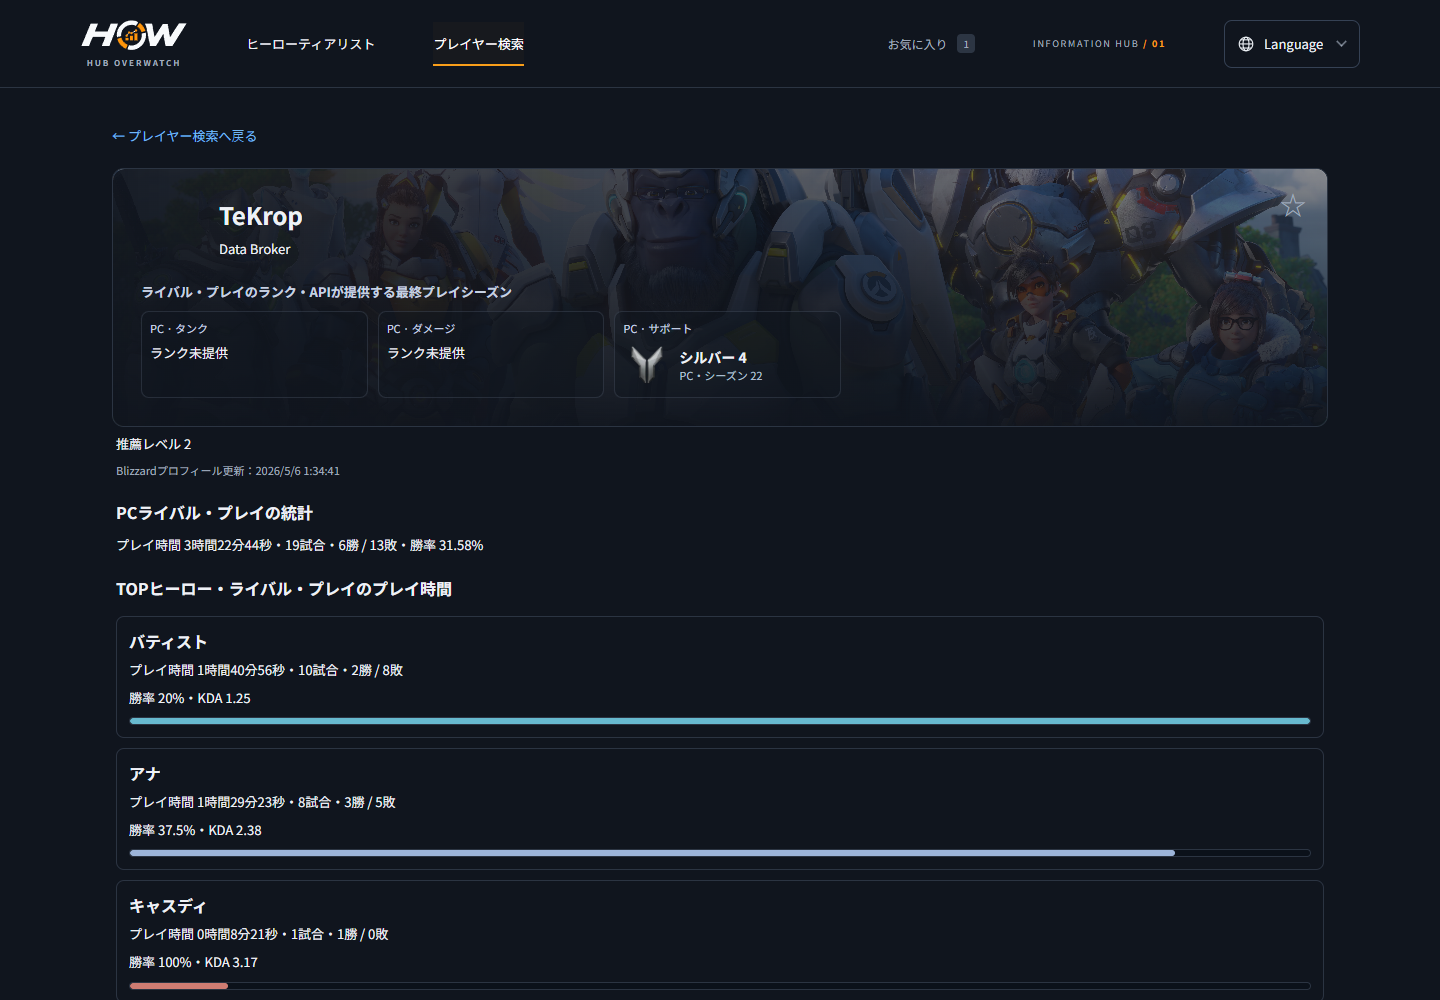 HOW
HUB OVERWATCH
ヒーローティアリスト
プレイヤー検索
お気に入り 1
INFORMATION HUB / 01
Language
← プレイヤー検索へ戻る
TeKrop
Data Broker
ライバル・プレイのランク・APIが提供する最終プレイシーズン
PC・タンク
ランク未提供
PC・ダメージ
ランク未提供
PC・サポート
シルバー 4
PC・シーズン 22
推薦レベル 2
Blizzardプロフィール更新：2026/5/6 1:34:41
PCライバル・プレイの統計
プレイ時間 3時間22分44秒・19試合・6勝 / 13敗・勝率 31.58%
TOPヒーロー・ライバル・プレイのプレイ時間
バティスト
プレイ時間 1時間40分56秒・10試合・2勝 / 8敗
勝率 20%・KDA 1.25
アナ
プレイ時間 1時間29分23秒・8試合・3勝 / 5敗
勝率 37.5%・KDA 2.38
キャスディ
プレイ時間 0時間8分21秒・1試合・1勝 / 0敗
勝率 100%・KDA 3.17